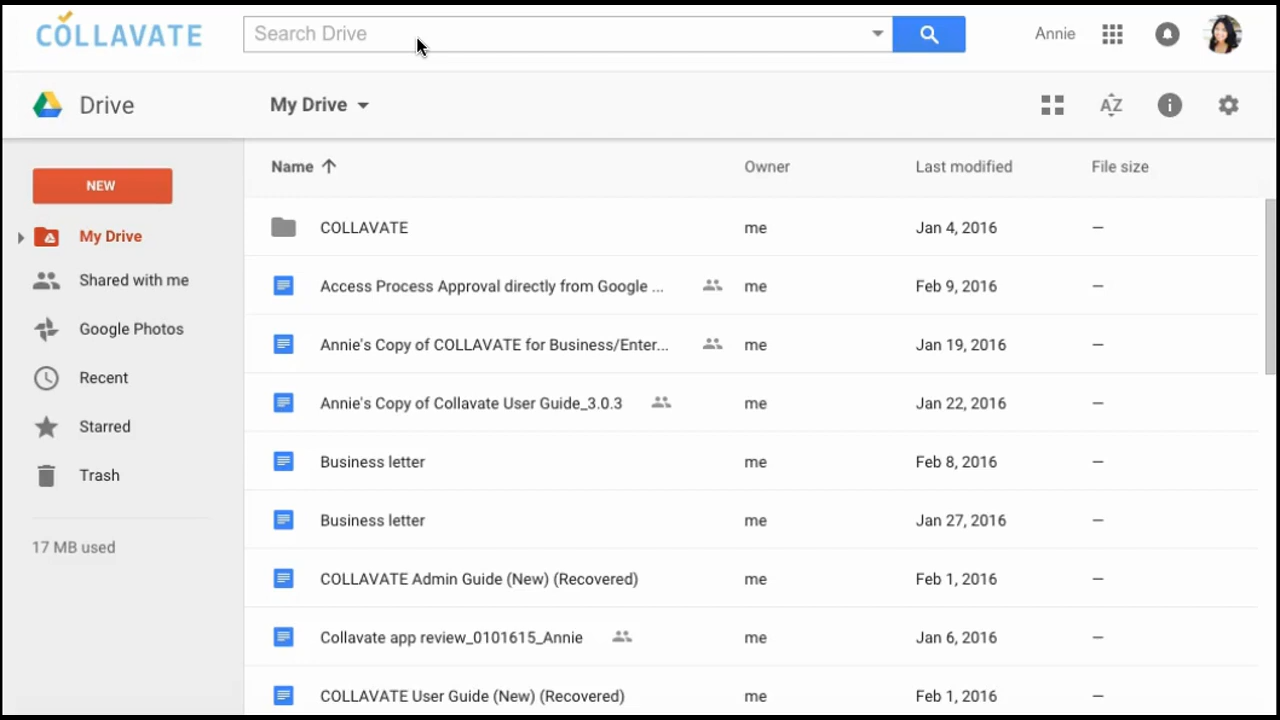 COLLAVATE
Search Drive
Annie
Drive
My Drive
AZ
NEW
My Drive
Shared with me
Google Photos
Recent
Starred
Trash
17 MB used
Name Owner Last modified File size
COLLAVATE me Jan 4, 2016 —
Access Process Approval directly from Google ... me Feb 9, 2016 —
Annie's Copy of COLLAVATE for Business/Enter... me Jan 19, 2016 —
Annie's Copy of Collavate User Guide_3.0.3 me Jan 22, 2016 —
Business letter me Feb 8, 2016 —
Business letter me Jan 27, 2016 —
COLLAVATE Admin Guide (New) (Recovered) me Feb 1, 2016 —
Collavate app review_0101615_Annie me Jan 6, 2016 —
COLLAVATE User Guide (New) (Recovered) me Feb 1, 2016 —